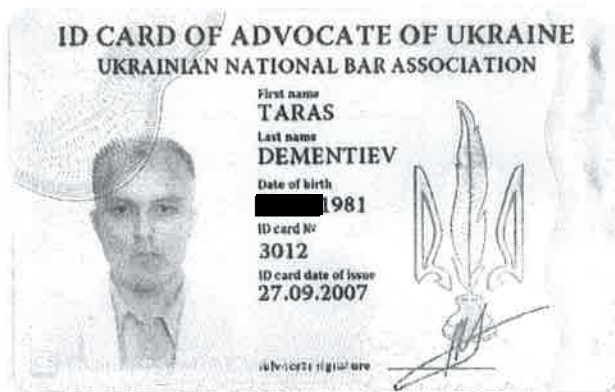 ID CARD OF ADVOCATE OF UKRAINE
UKRAINIAN NATIONAL BAR ASSOCIATION
First name
TARAS
Last name
DEMENTIEV
Date of birth
1981
ID card №
3012
ID card date of issue
27.09.2007
signature